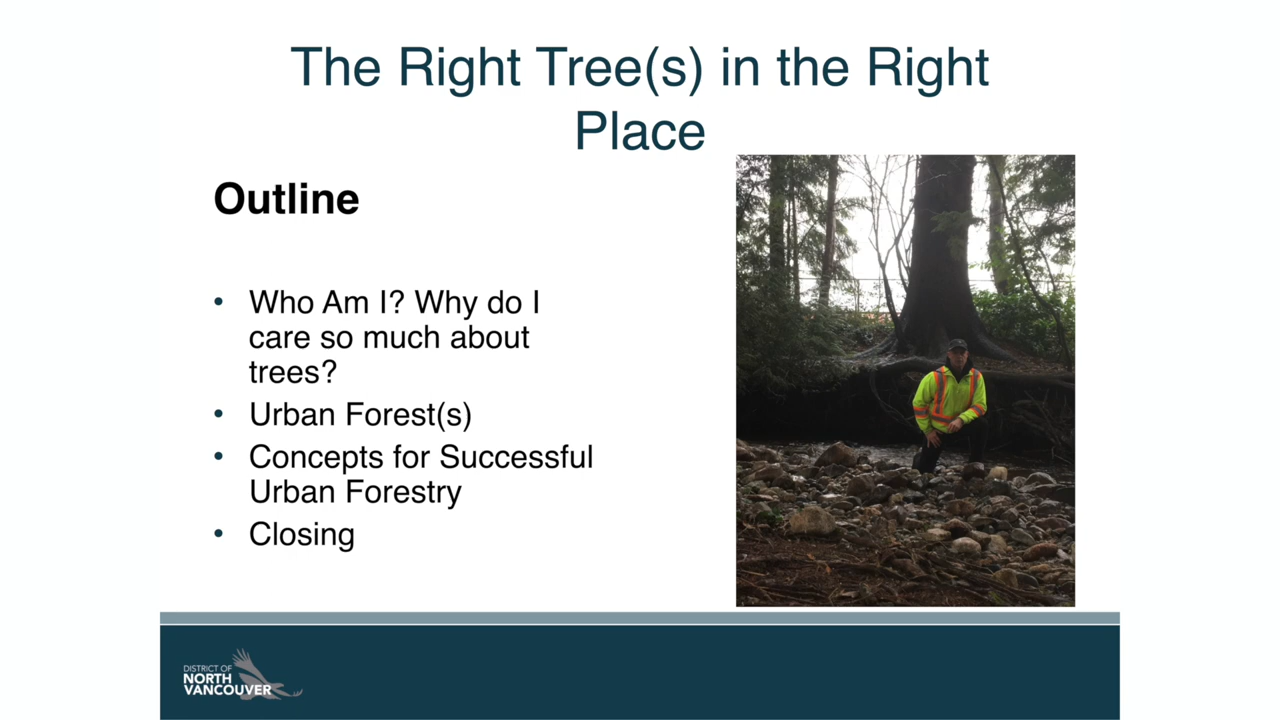 The Right Tree(s) in the Right
Place
Outline
• Who Am I? Why do I
care so much about
trees?
• Urban Forest(s)
• Concepts for Successful
Urban Forestry
• Closing
DISTRICT OF
NORTH
VANCOUVER